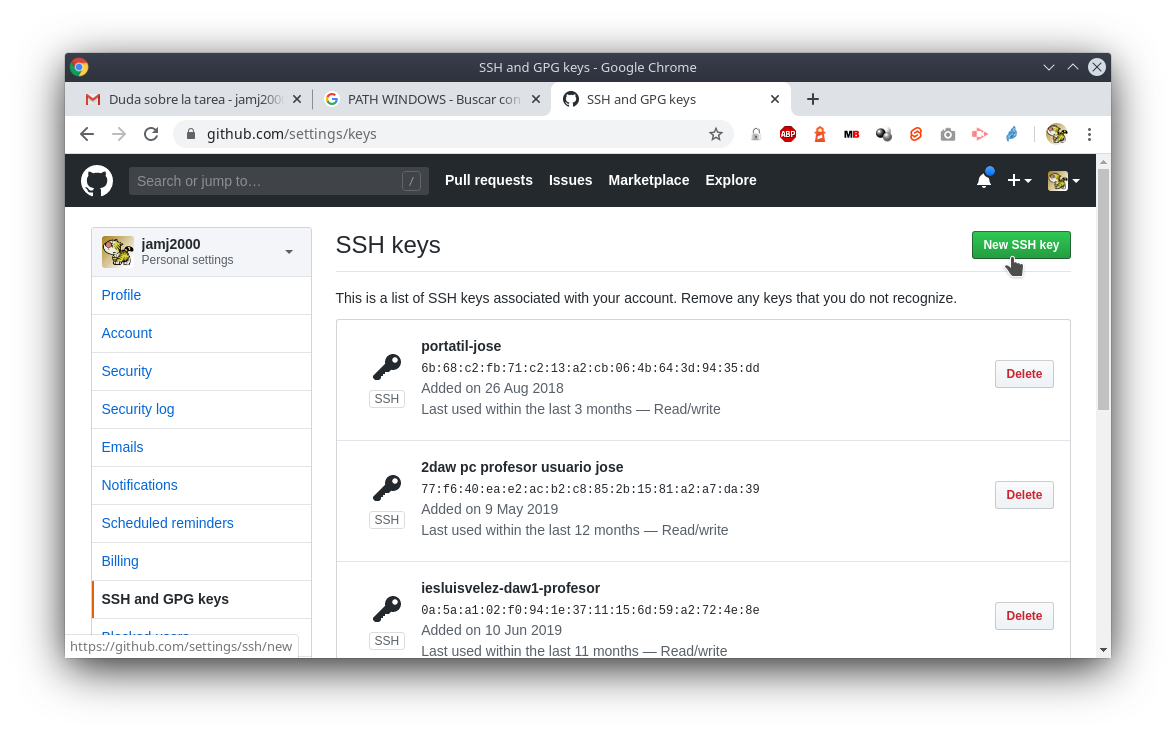 SSH and GPG keys - Google Chrome
Duda sobre la tarea - jamj200
PATH WINDOWS - Buscar con
SSH and GPG keys
github.com/settings/keys
ABP
MB
Search or jump to…
/
Pull requests
Issues
Marketplace
Explore
jamj2000
Personal settings
Profile
Account
Security
Security log
Emails
Notifications
Scheduled reminders
Billing
SSH and GPG keys
Blocked users
https://github.com/settings/ssh/new
SSH keys
New SSH key
This is a list of SSH keys associated with your account. Remove any keys that you do not recognize.
portatil-jose
6b:68:c2:fb:71:c2:13:a2:cb:06:4b:64:3d:94:35:dd
SSH
Added on 26 Aug 2018
Last used within the last 3 months — Read/write
Delete
2daw pc profesor usuario jose
77:f6:40:ea:e2:ac:b2:c8:85:2b:15:81:a2:a7:da:39
SSH
Added on 9 May 2019
Last used within the last 12 months — Read/write
Delete
iesluisvelez-daw1-profesor
0a:5a:a1:02:f0:94:1e:37:11:15:6d:59:a2:72:4e:8e
SSH
Added on 10 Jun 2019
Last used within the last 11 months — Read/write
Delete